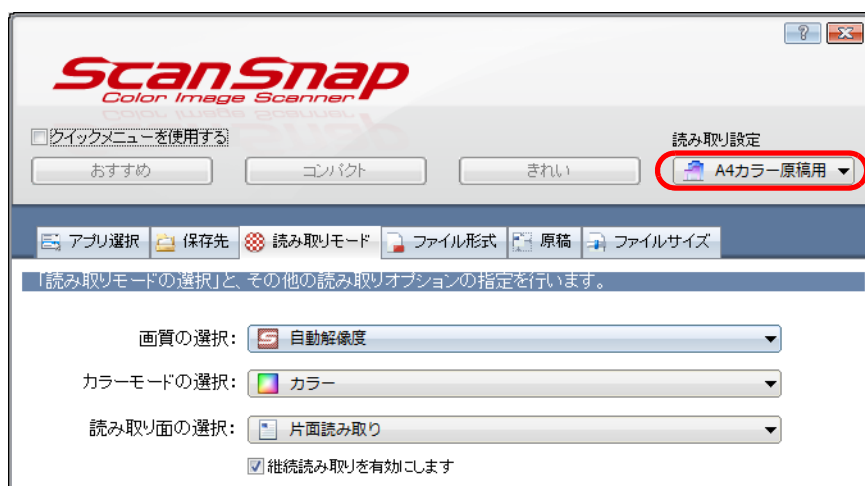 ScanSnap
Color Image Scanner
クイックメニューを使用する
読み取り設定
おすすめ
コンパクト
きれい
A4カラー原稿用
アプリ選択 保存先 読み取りモード ファイル形式 原稿 ファイルサイズ
「読み取りモードの選択」と、その他の読み取りオプションの指定を行います。
画質の選択: 自動解像度
カラーモードの選択: カラー
読み取り面の選択: 片面読み取り
継続読み取りを有効にします